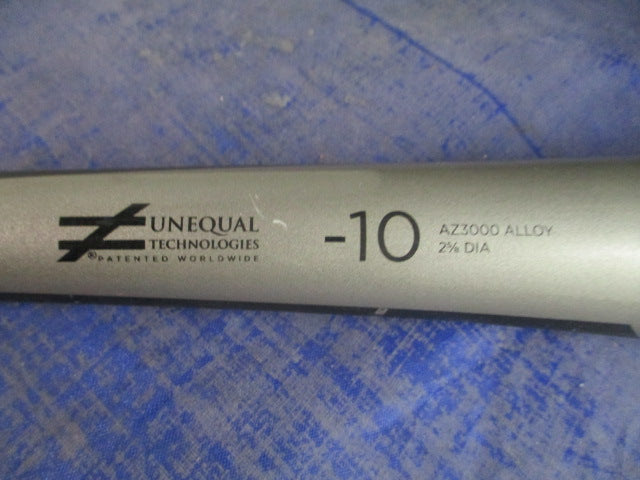 ≠ UNEQUAL
TECHNOLOGIES
®PATENTED WORLDWIDE
-10
AZ3000 ALLOY
2⅝ DIA